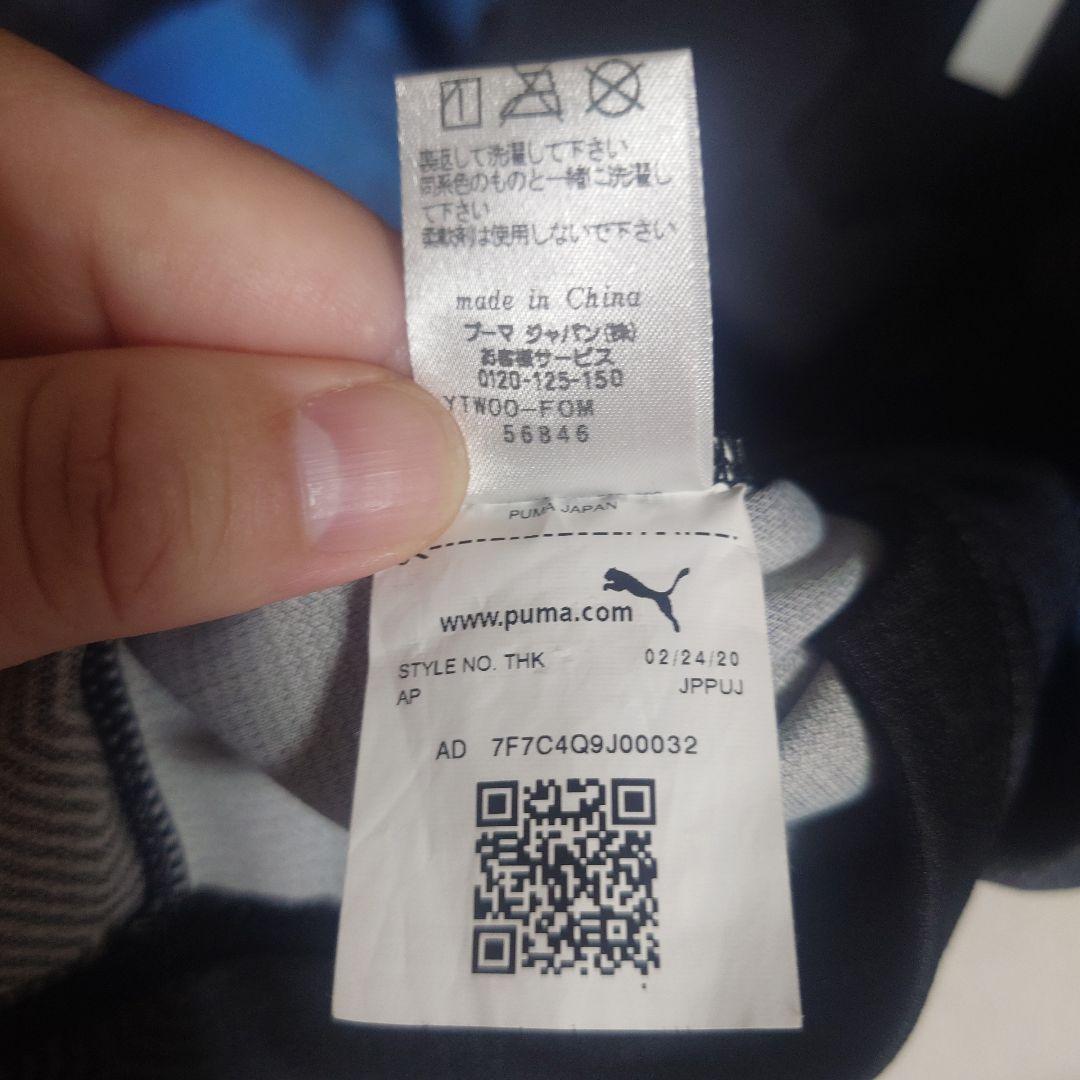 裏返して洗濯して下さい
同系色のものと一緒に洗濯し
て下さい
柔軟剤は使用しないで下さい
made in China
プーマ ジャパン(株)
お客様サービス
0120-125-150
YTW00-FOM
56846
PUMA JAPAN
www.puma.com
STYLE NO. THK 02/24/20
AP JPPUJ
AD 7F7C4Q9J00032